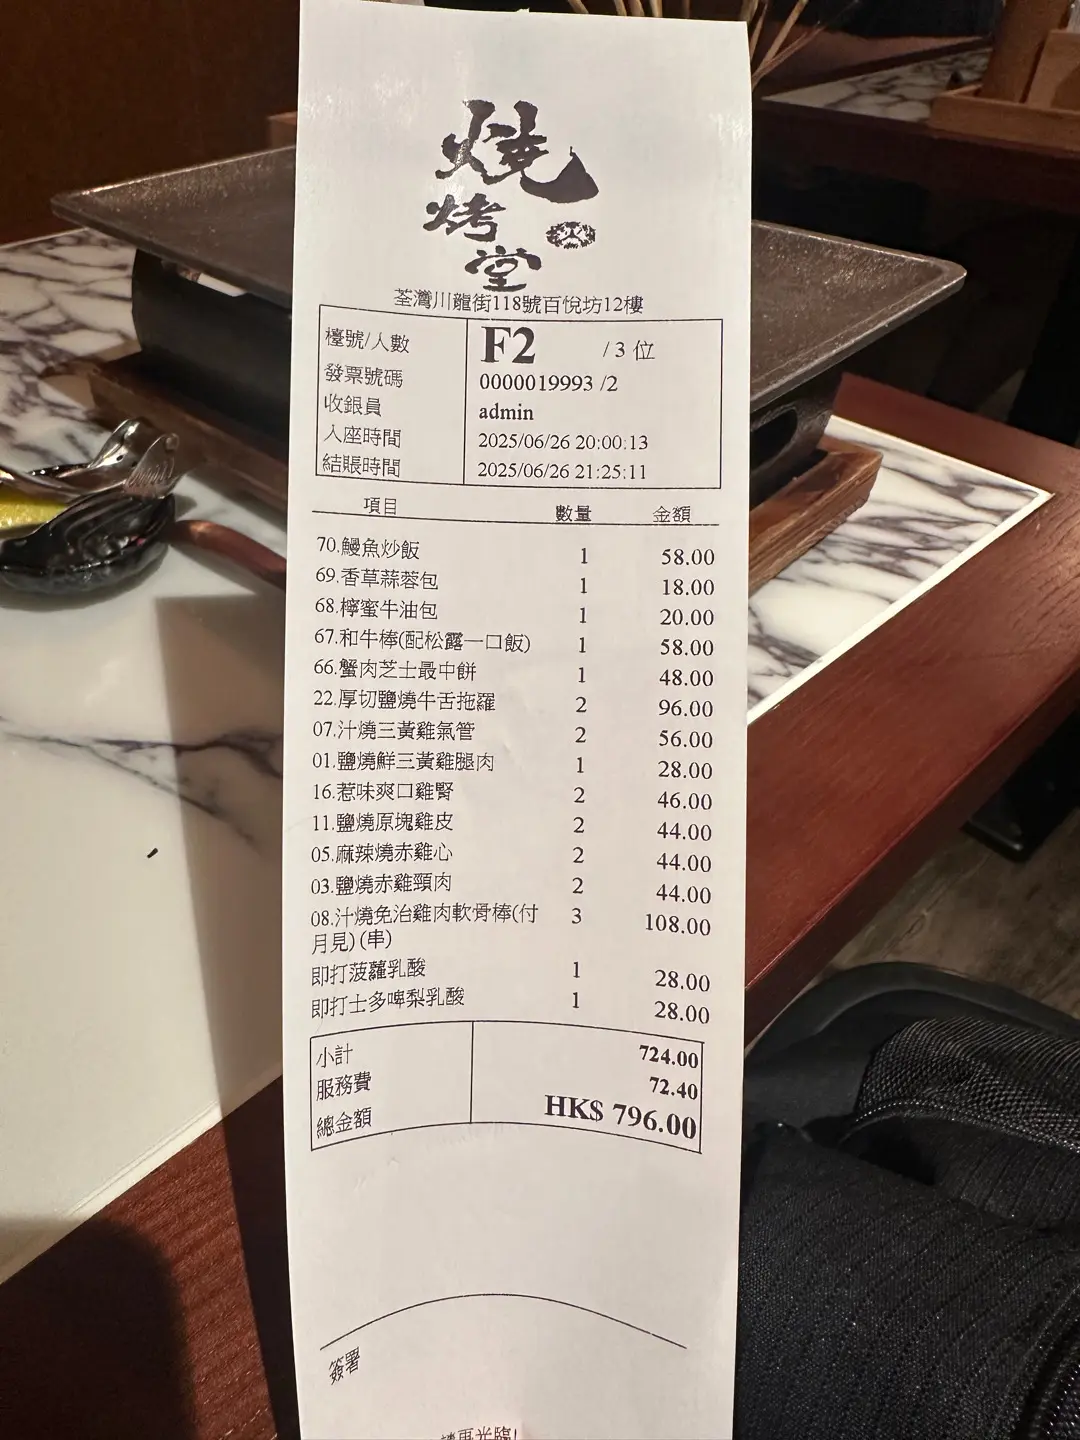 燒
烤
堂
荃灣川龍街118號百悅坊12樓
檯號/人數 F2 / 3 位
發票號碼 0000019993 /2
收銀員 admin
入座時間 2025/06/26 20:00:13
結賬時間 2025/06/26 21:25:11
項目 數量 金額
70.鰻魚炒飯 1 58.00
69.香草蒜蓉包 1 18.00
68.檸蜜牛油包 1 20.00
67.和牛棒(配松露一口飯) 1 58.00
66.蟹肉芝士最中餅 1 48.00
22.厚切鹽燒牛舌拖羅 2 96.00
07.汁燒三黃雞氣管 2 56.00
01.鹽燒鮮三黃雞腿肉 1 28.00
16.惹味爽口雞腎 2 46.00
11.鹽燒原塊雞皮 2 44.00
05.麻辣燒赤雞心 2 44.00
03.鹽燒赤雞頸肉 2 44.00
08.汁燒免治雞肉軟骨棒(付 3 108.00
月見)(串)
即打菠蘿乳酸 1 28.00
即打士多啤梨乳酸 1 28.00
小計 724.00
服務費 72.40
總金額 HK$ 796.00
簽署
請再光臨!